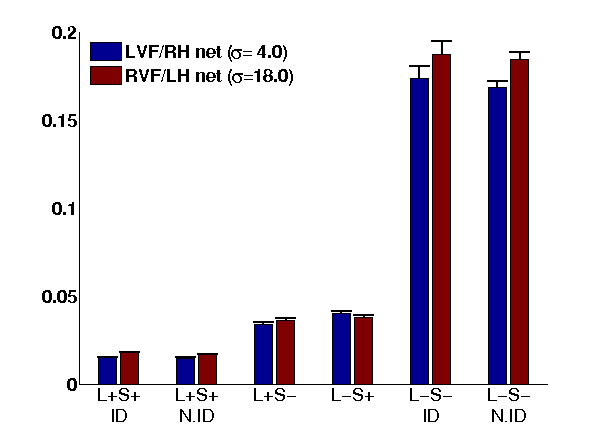 0.2
LVF/RH net (σ= 4.0)
RVF/LH net (σ=18.0)
0.15
0.1
0.05
0
L+S+ L+S+ L+S− L−S+ L−S− L−S−
ID N.ID ID N.ID